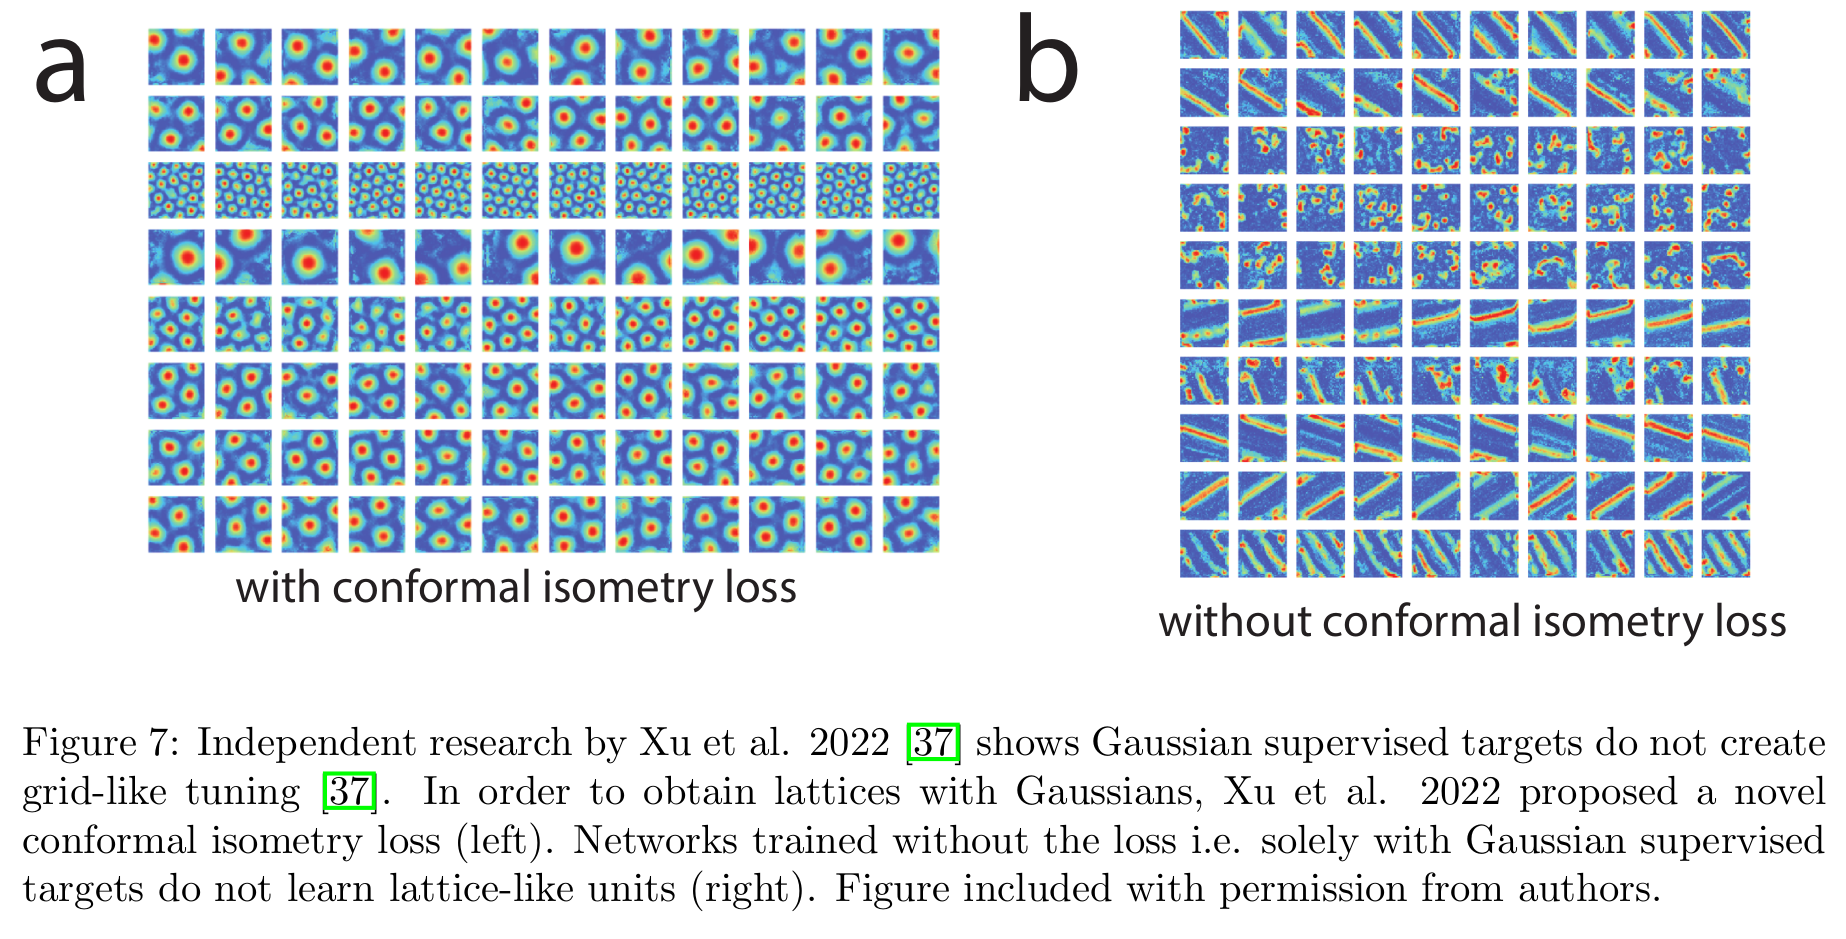 a
b
with conformal isometry loss
without conformal isometry loss
Figure 7: Independent research by Xu et al. 2022 [37] shows Gaussian supervised targets do not create
grid-like tuning [37]. In order to obtain lattices with Gaussians, Xu et al. 2022 proposed a novel
conformal isometry loss (left). Networks trained without the loss i.e. solely with Gaussian supervised
targets do not learn lattice-like units (right). Figure included with permission from authors.